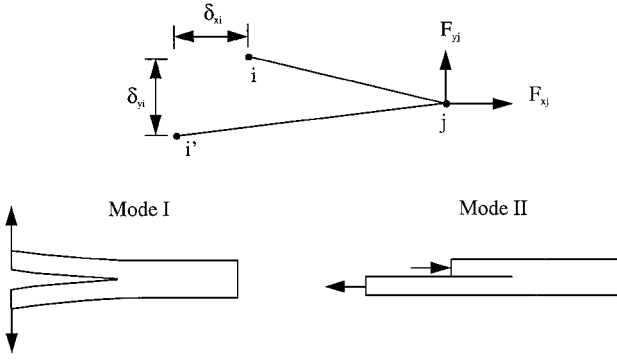 δxi
Fyj
δyi
i
Fxj
j
i'
Mode I
Mode II